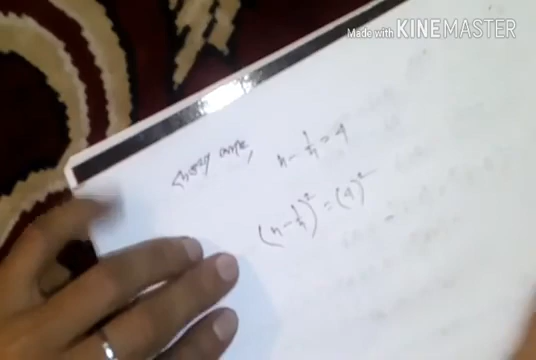 Made with KINEMASTER
n - 1/n = 4
(n - 1/n)² = (4)²